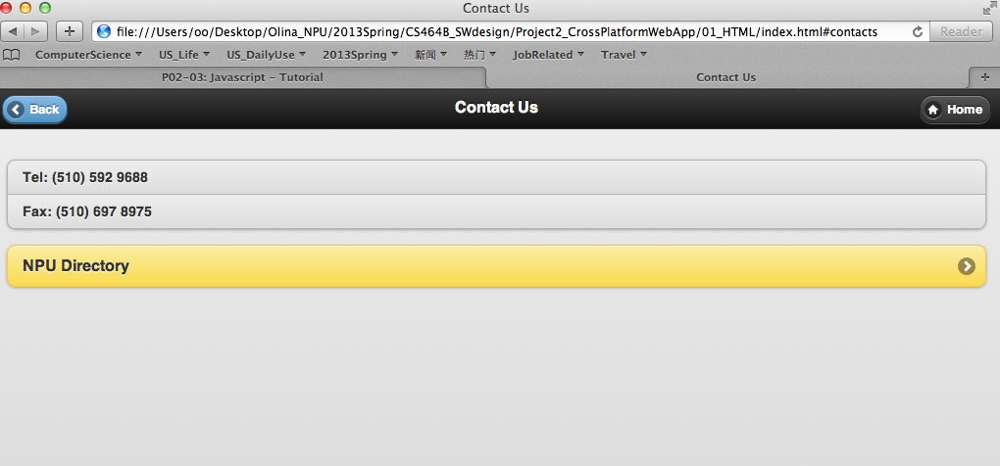 Contact Us
file:///Users/oo/Desktop/Olina_NPU/2013Spring/CS464B_SWdesign/Project2_CrossPlatformWebApp/01_HTML/index.html#contacts Reader
ComputerScience US_Life US_DailyUse 2013Spring 新闻 热门 JobRelated Travel
P02-03: Javascript - Tutorial Contact Us
Back Contact Us Home
Tel: (510) 592 9688
Fax: (510) 697 8975
NPU Directory